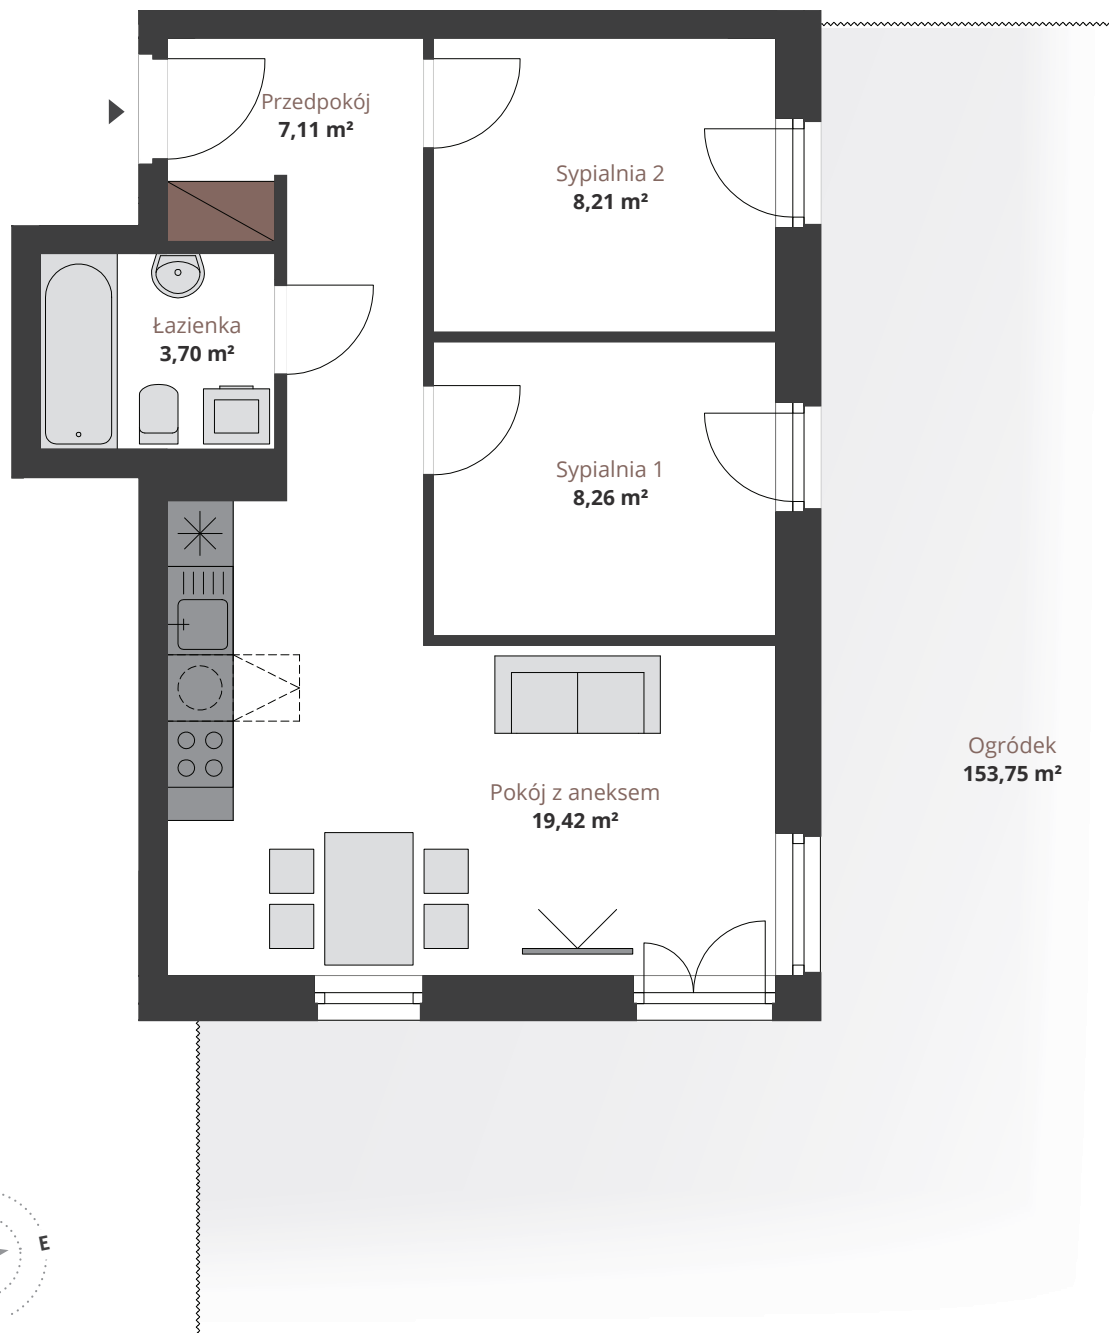 Przedpokój
7,11 m²
Sypialnia 2
8,21 m²
Łazienka
3,70 m²
Sypialnia 1
8,26 m²
Ogródek
153,75 m²
Pokój z aneksem
19,42 m²
E